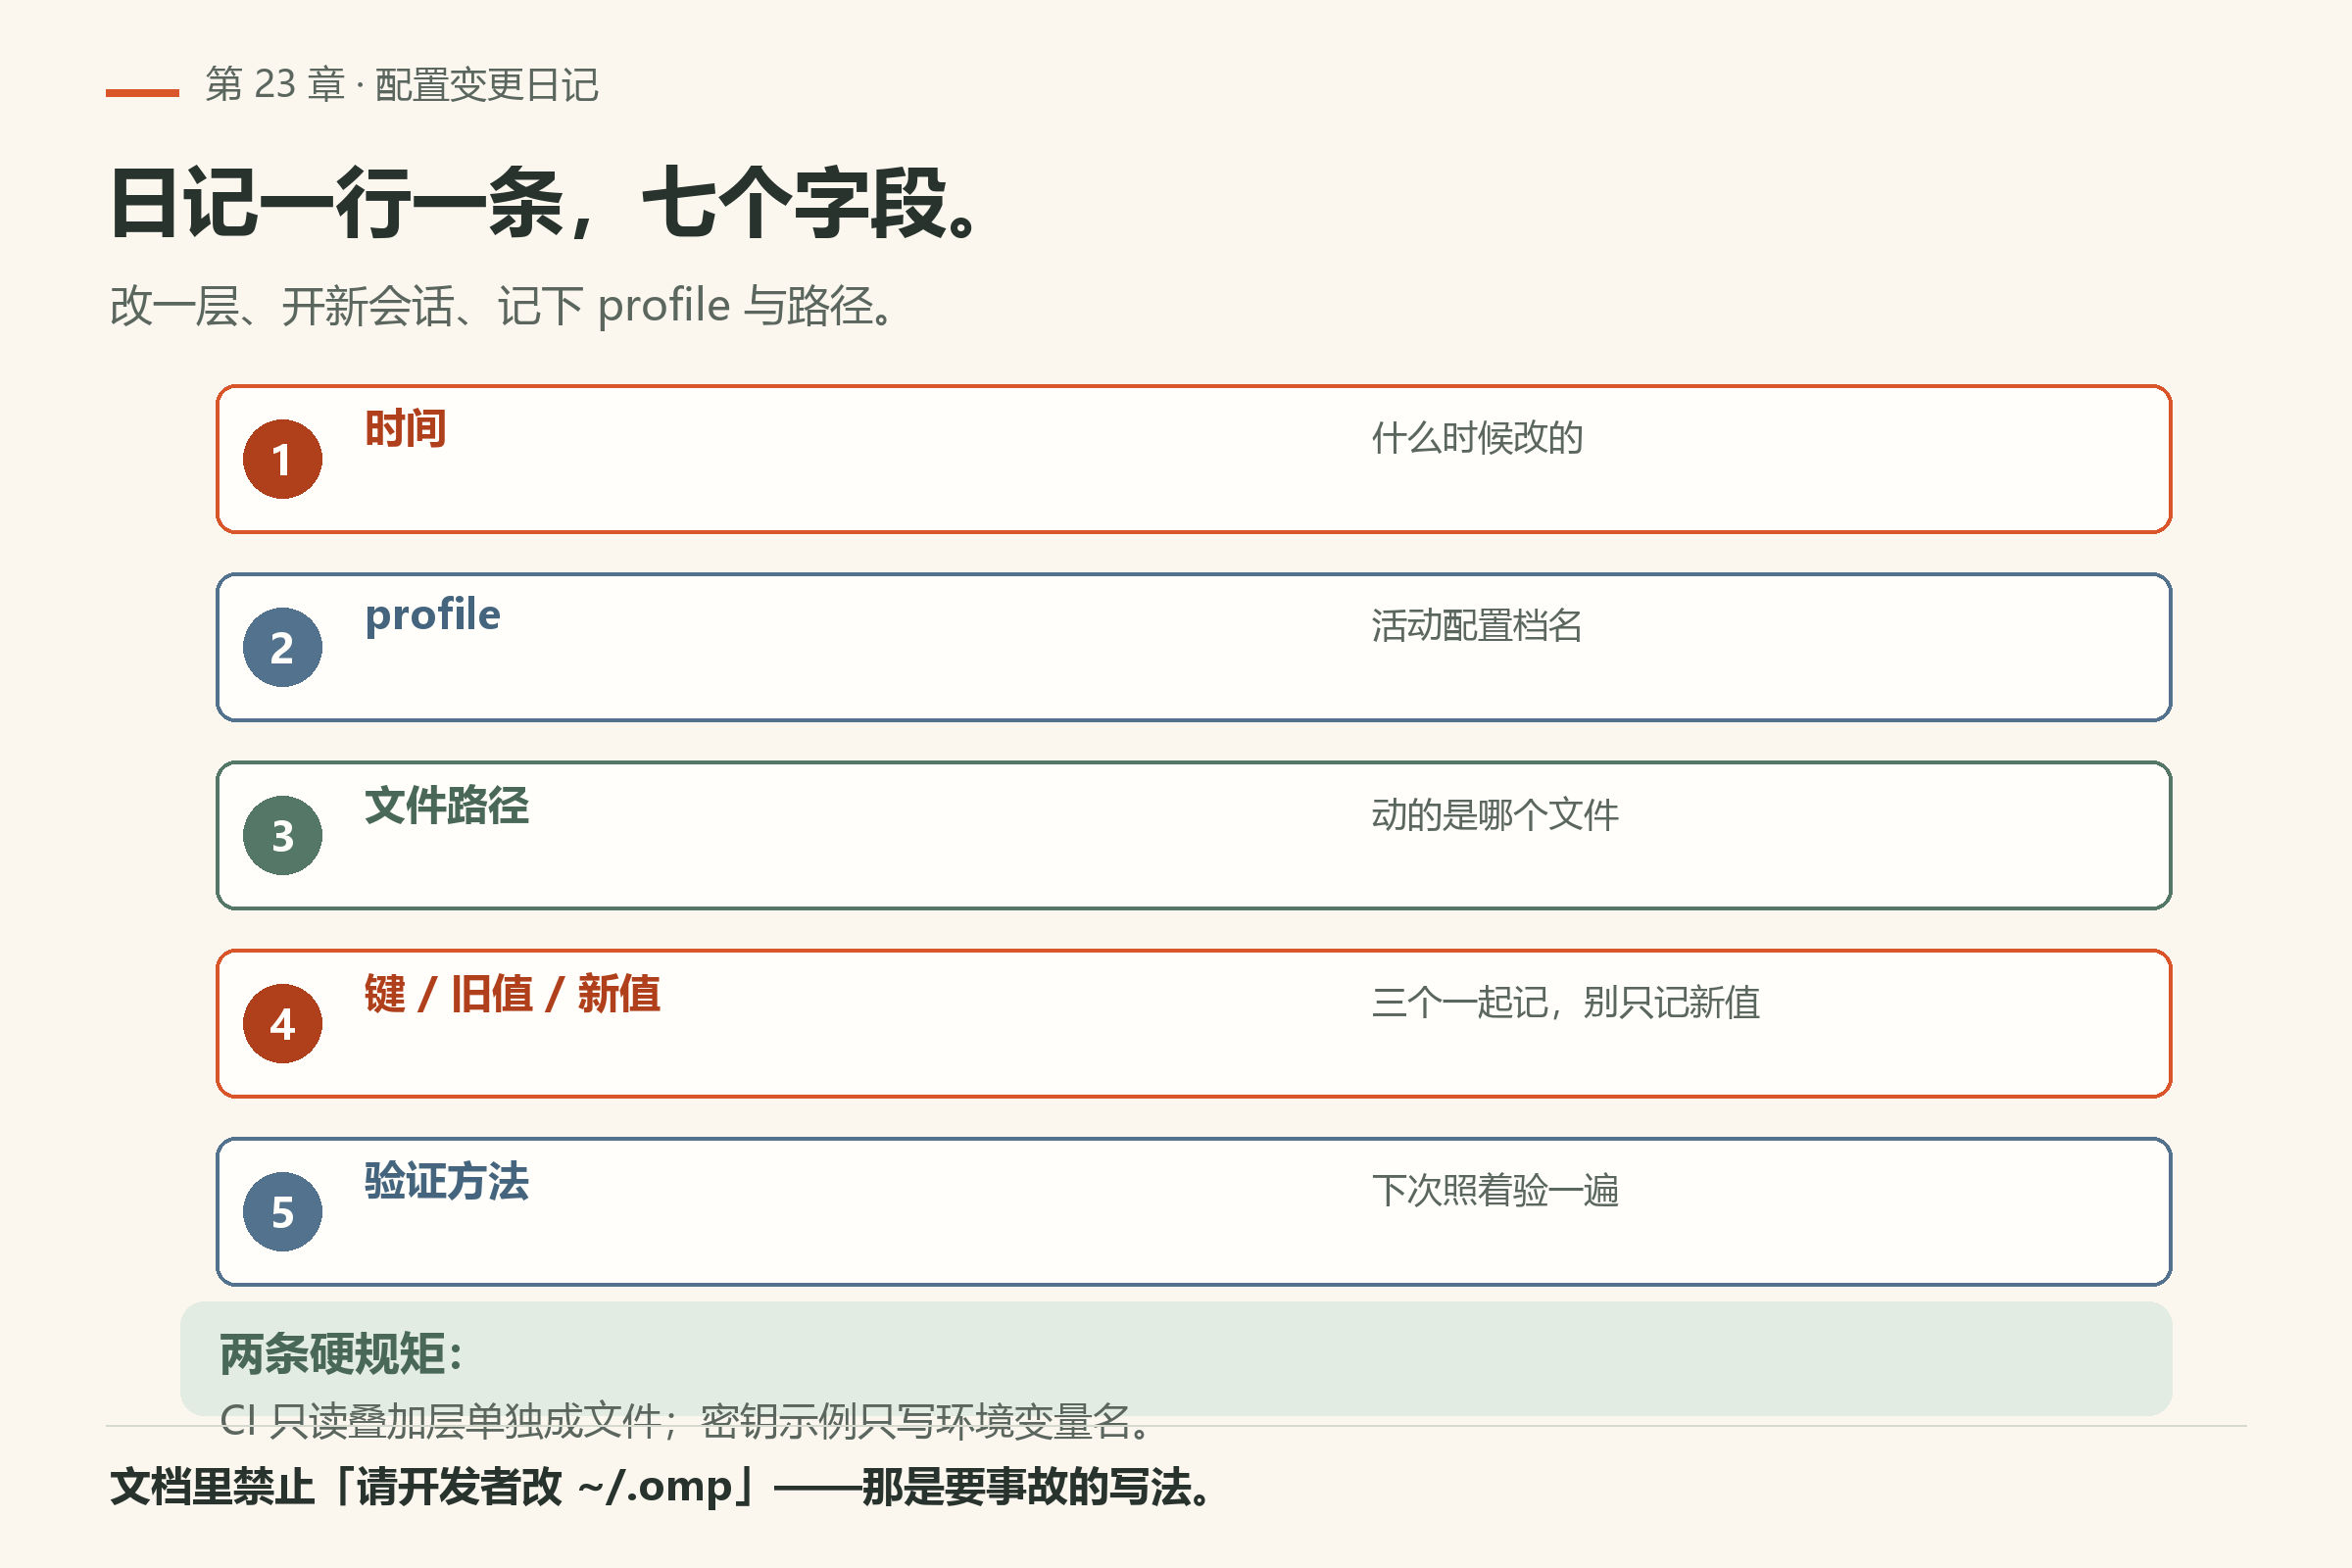 第 23 章 · 配置变更日记
日记一行一条，七个字段。
改一层、开新会话、记下 profile 与路径。
1
时间
什么时候改的
2
profile
活动配置档名
3
文件路径
动的是哪个文件
4
键 / 旧值 / 新值
三个一起记，别只记新值
5
验证方法
下次照着验一遍
两条硬规矩：
CI 只读叠加层单独成文件；密钥示例只写环境变量名。
文档里禁止「请开发者改 ~/.omp」——那是要事故的写法。